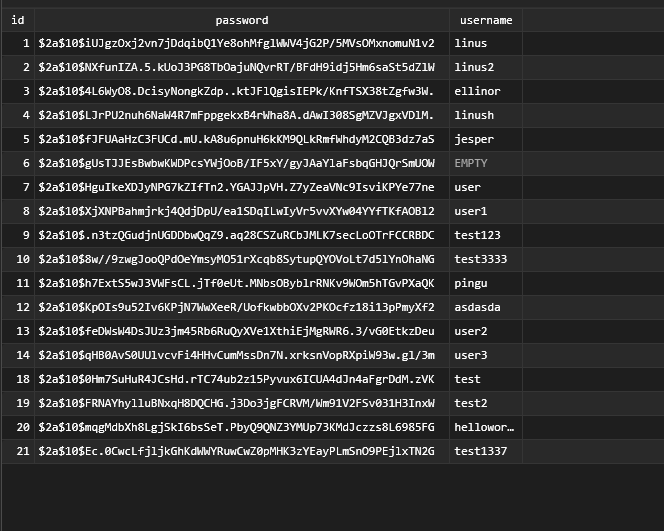 id password username
1 $2a$10$iUJgzOxj2vn7jDdqibQ1Ye8ohMfglWWV4jG2P/5MVsOMxnomuN1v2 linus
2 $2a$10$NXfunIZA.5.kUoJ3PG8TbOajuNQvrRT/BFdH9idj5Hm6saSt5dZlW linus2
3 $2a$10$4L6WyO8.DcisyNongkZdp..ktJFlQgisIEPk/KnfTSX38tZgfw3W. ellinor
4 $2a$10$LJrPU2nuh6NaW4R7mFppgekxB4rWha8A.dAwI308SgMZVJgxVDlM. linush
5 $2a$10$fJFUAaHzC3FUCd.mU.kA8u6pnuH6kKM9QLkRmfWhdyM2CQB3dz7aS jesper
6 $2a$10$gUsTJJEsBwbwKWDPcsYWjOoB/IF5xY/gyJAaYlaFsbqGHJQrSmUOW EMPTY
7 $2a$10$HguIkeXDJyNPG7kZIfTn2.YGAJJpVH.Z7yZeaVNc9IsviKPYe77ne user
8 $2a$10$XjXNPBahmjrkj4QdjDpU/ea1SDqILwIyVr5vvXYw04YYfTKfAOBl2 user1
9 $2a$10$.n3tzQGudjnUGDDbwQqZ9.aq28CSZuRCbJMLK7secLoOTrFCCRBDC test123
10 $2a$10$8w//9zwgJooQPdOeYmsyMO51rXcqb8SytupQYOVoLt7d5lYnOhaNG test3333
11 $2a$10$h7ExtS5wJ3VWFsCL.jTf0eUt.MNbsOByblrRNKv9WOm5hTGvPXaQK pingu
12 $2a$10$KpOIs9u52Iv6KPjN7WwXeeR/UofkwbbOXv2PKOcfz18i13pPmyXf2 asdasda
13 $2a$10$feDWsW4DsJUz3jm45Rb6RuQyXVe1XthiEjMgRWR6.3/vG0EtkzDeu user2
14 $2a$10$qHB0AvS0UUlvcvFi4HHvCumMssDn7N.xrksnVopRXpiW93w.gl/3m user3
18 $2a$10$0Hm7SuHuR4JCsHd.rTC74ub2z15Pyvux6ICUA4dJn4aFgrDdM.zVK test
19 $2a$10$FRNAYhylluBNxqH8DQCHG.j3Do3jgFCRVM/Wm91V2FSv031H3InxW test2
20 $2a$10$mqgMdbXh8LgjSkI6bsSeT.PbyQ9QNZ3YMUp73KMdJczzs8L6985FG hellowor…
21 $2a$10$Ec.0CwcLfjljkGhKdWWYRuwCwZ0pMHK3zYEayPLmSnO9PEjlxTN2G test1337